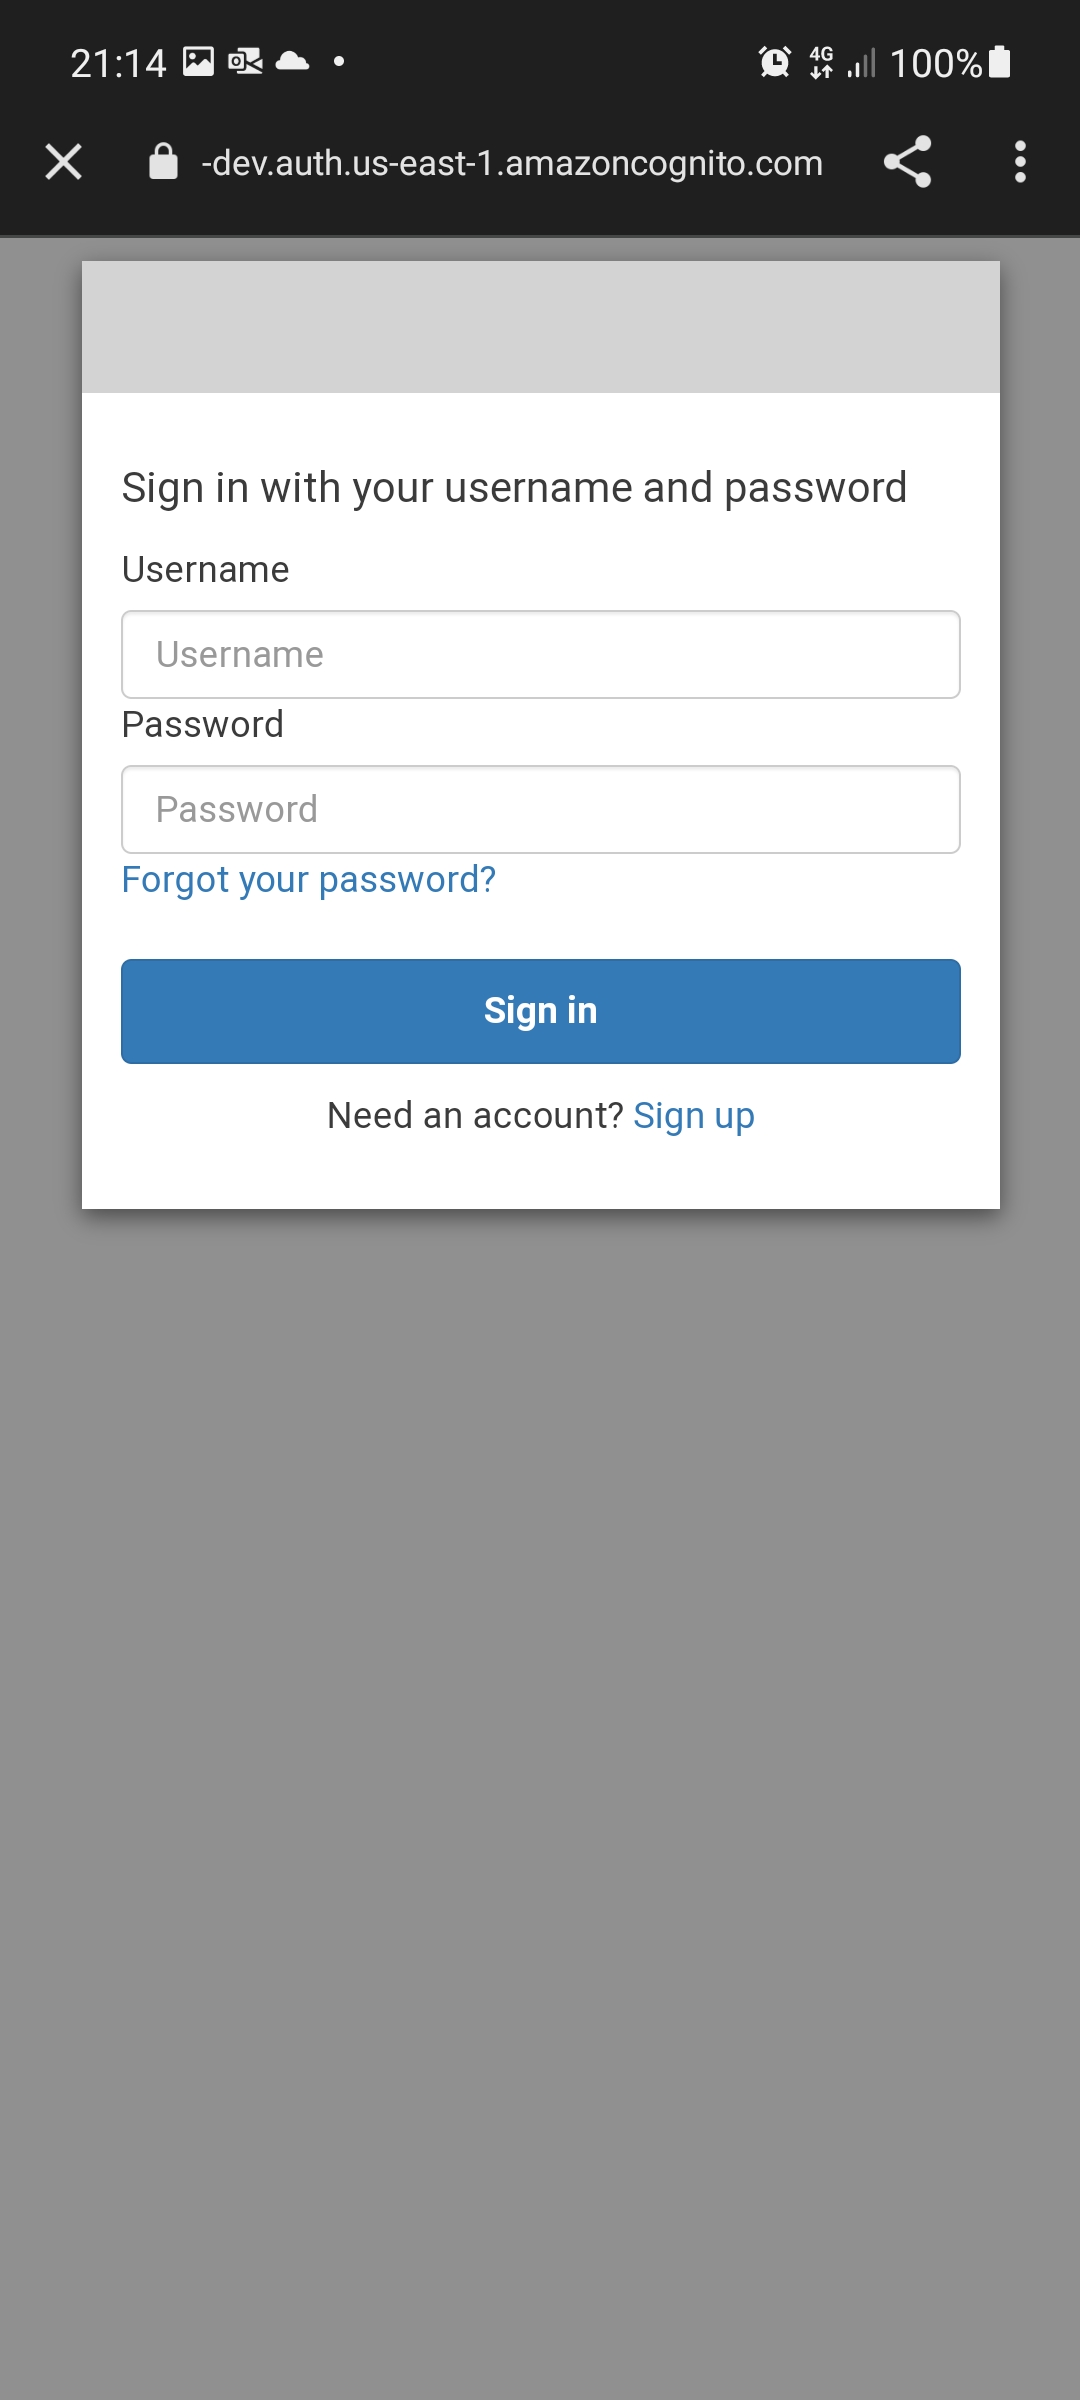 21:14
4G 100%
-dev.auth.us-east-1.amazoncognito.com
Sign in with your username and password
Username
Username
Password
Password
Forgot your password?
Sign in
Need an account? Sign up